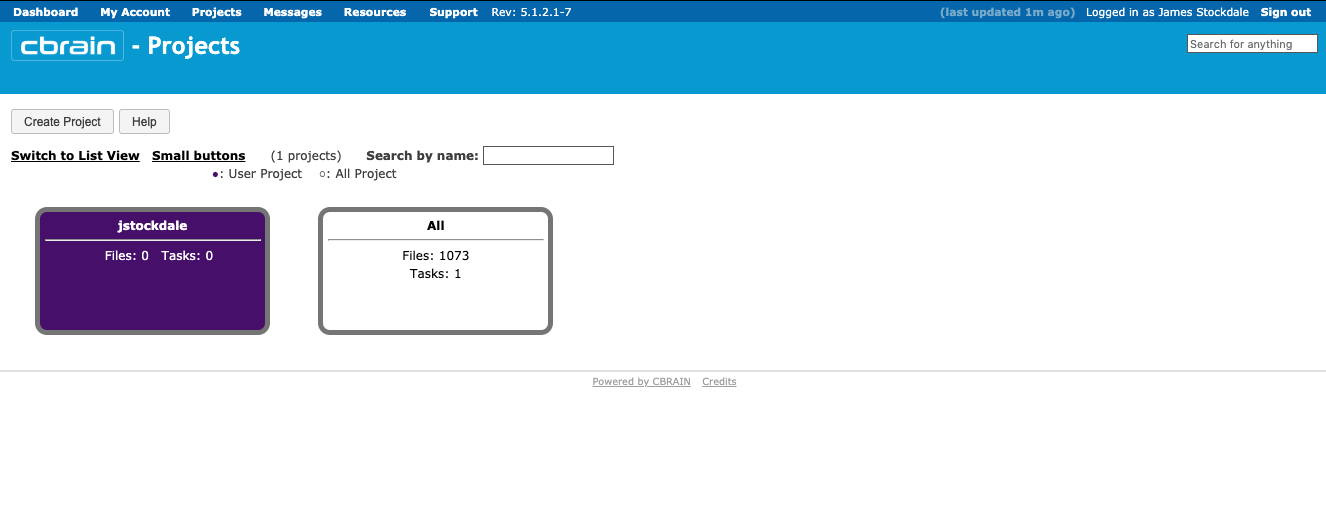 Dashboard My Account Projects Messages Resources Support Rev: 5.1.2.1-7 (last updated 1m ago) Logged in as James Stockdale Sign out
cbrain - Projects Search for anything
Create Project Help
Switch to List View Small buttons (1 projects) Search by name:
●: User Project ○: All Project
jstockdale
Files: 0 Tasks: 0
All
Files: 1073
Tasks: 1
Powered by CBRAIN Credits